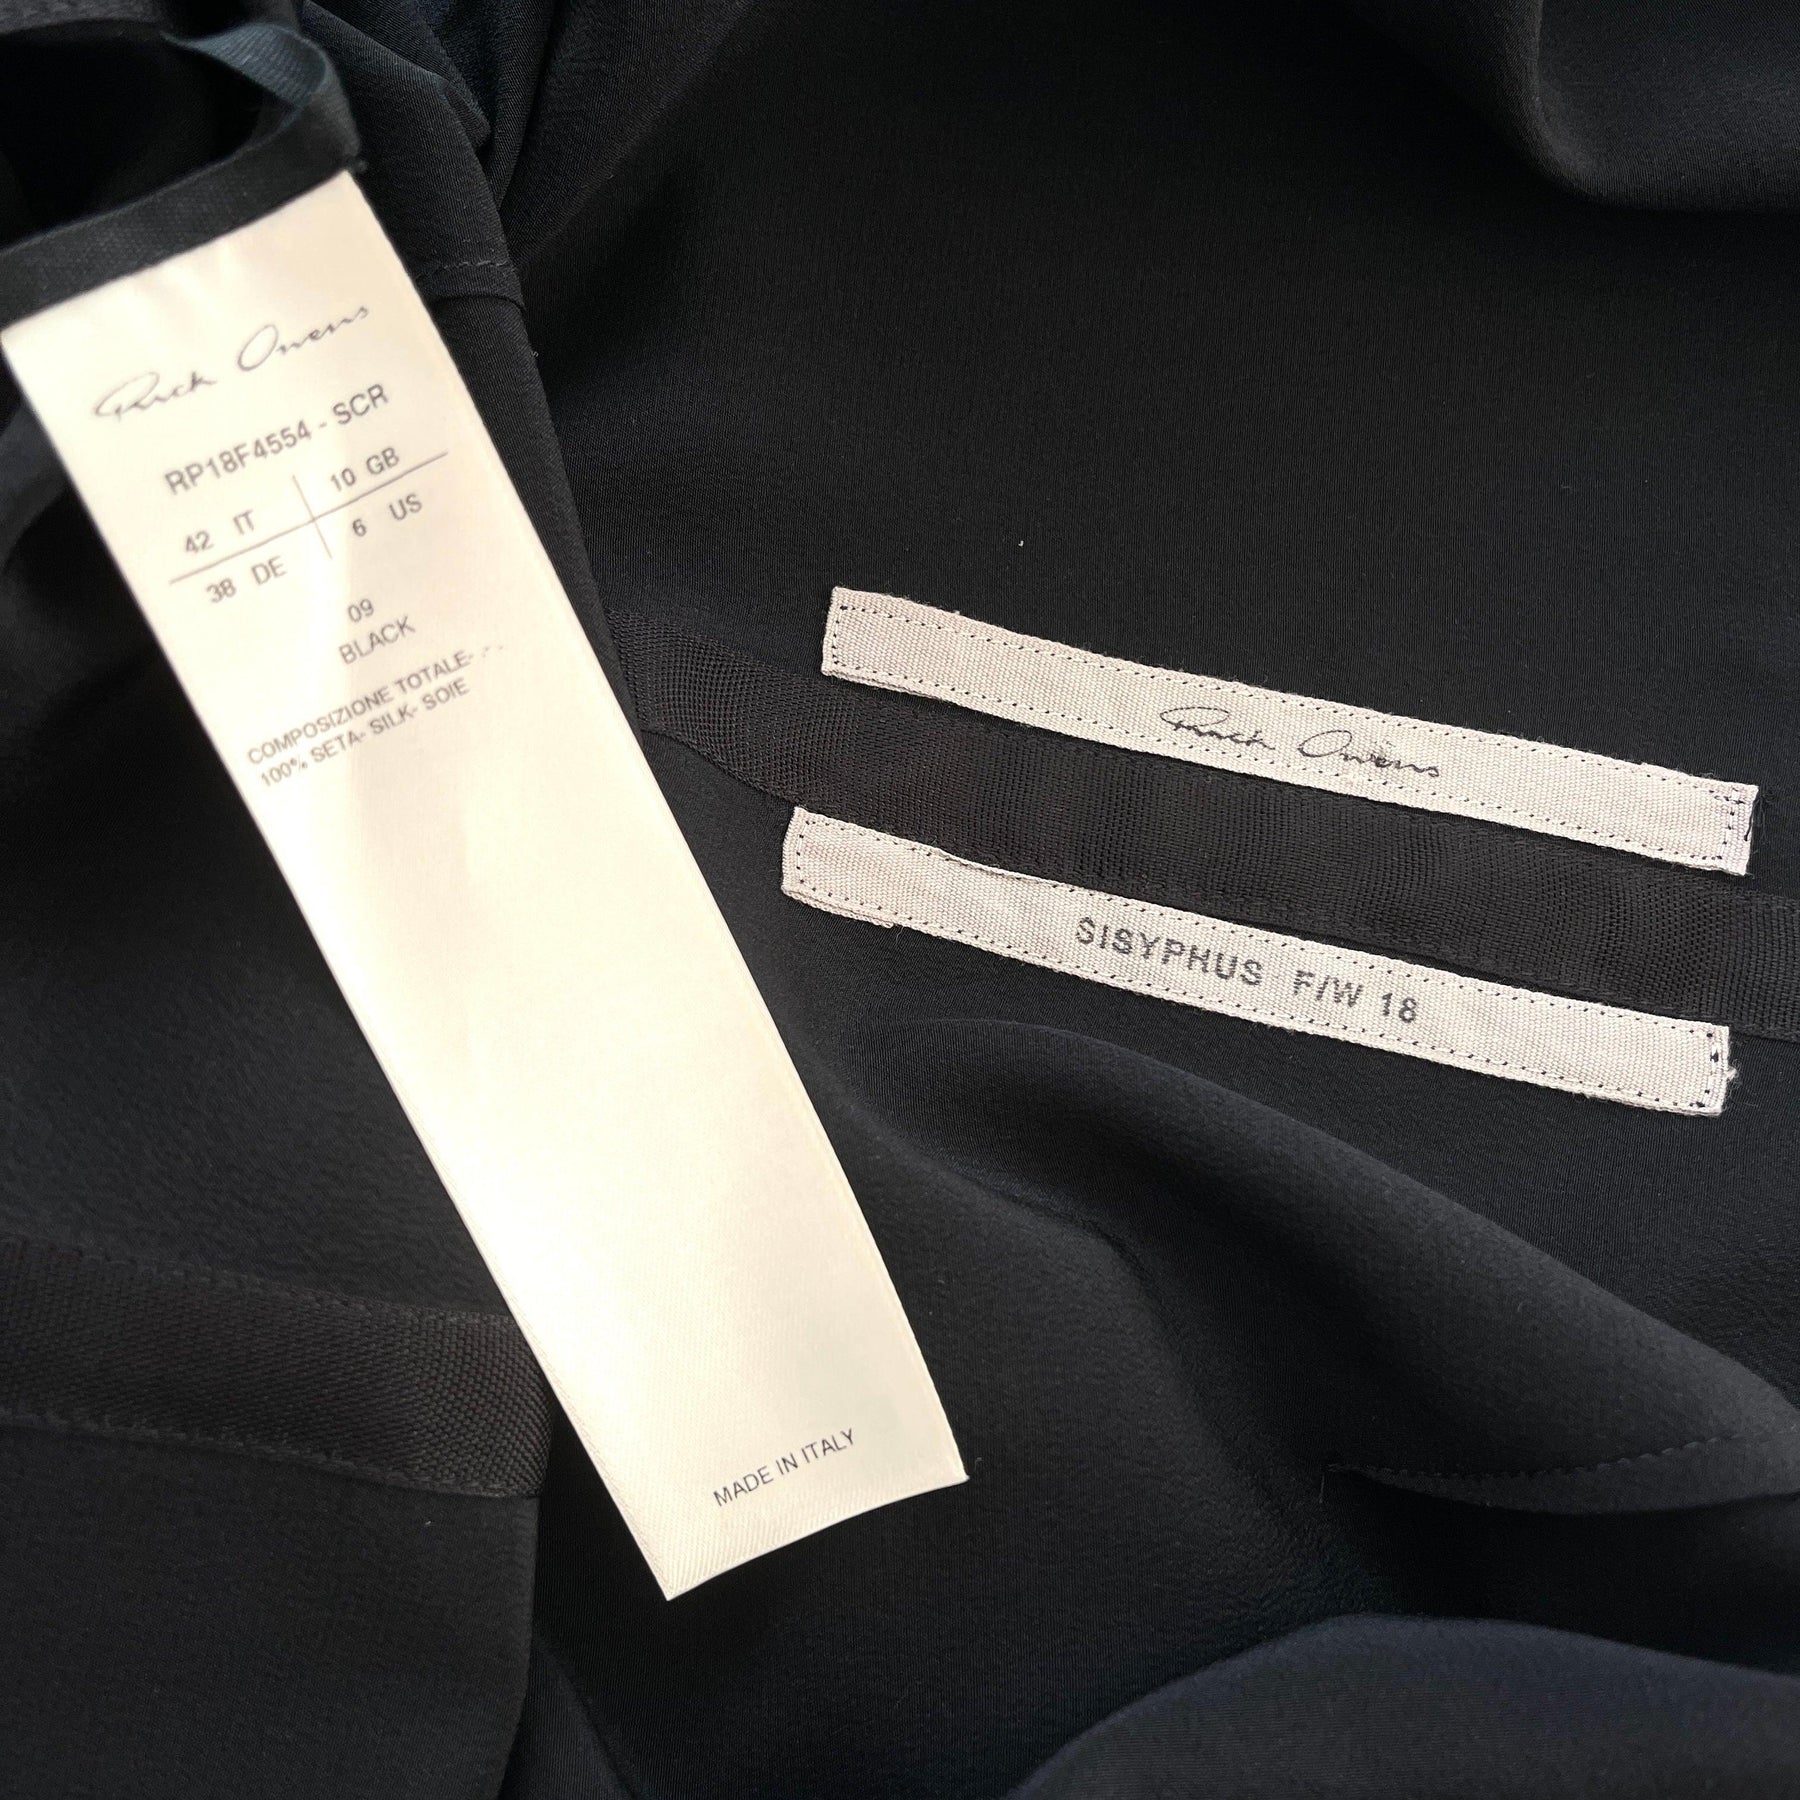 Rick Owens
RP18F4554 - SCR
42 IT 10 GB
38 DE 6 US
09
BLACK
COMPOSIZIONE TOTALE-
100% SETA- SILK- SOIE
MADE IN ITALY
Rick Owens
SISYPHUS F/W 18